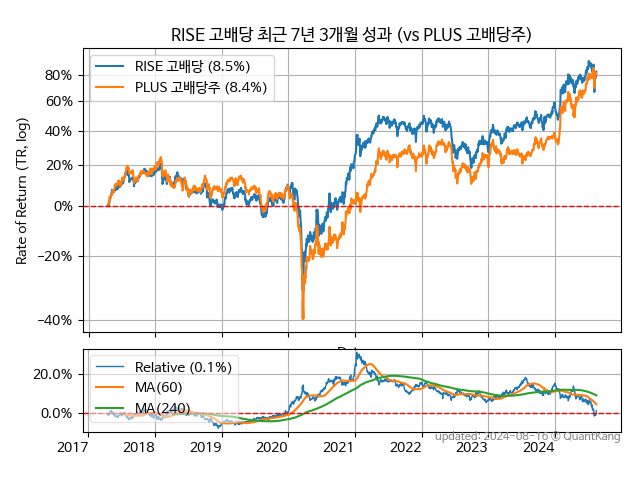 RISE 고배당 최근 7년 3개월 성과 (vs PLUS 고배당주)
Rate of Return (TR, log)
80%
60%
40%
20%
0%
−20%
−40%
RISE 고배당 (8.5%)
PLUS 고배당주 (8.4%)
20.0%
0.0%
Relative (0.1%)
MA(60)
MA(240)
2017 2018 2019 2020 2021 2022 2023 2024
updated: 2024-08-16 © QuantKang